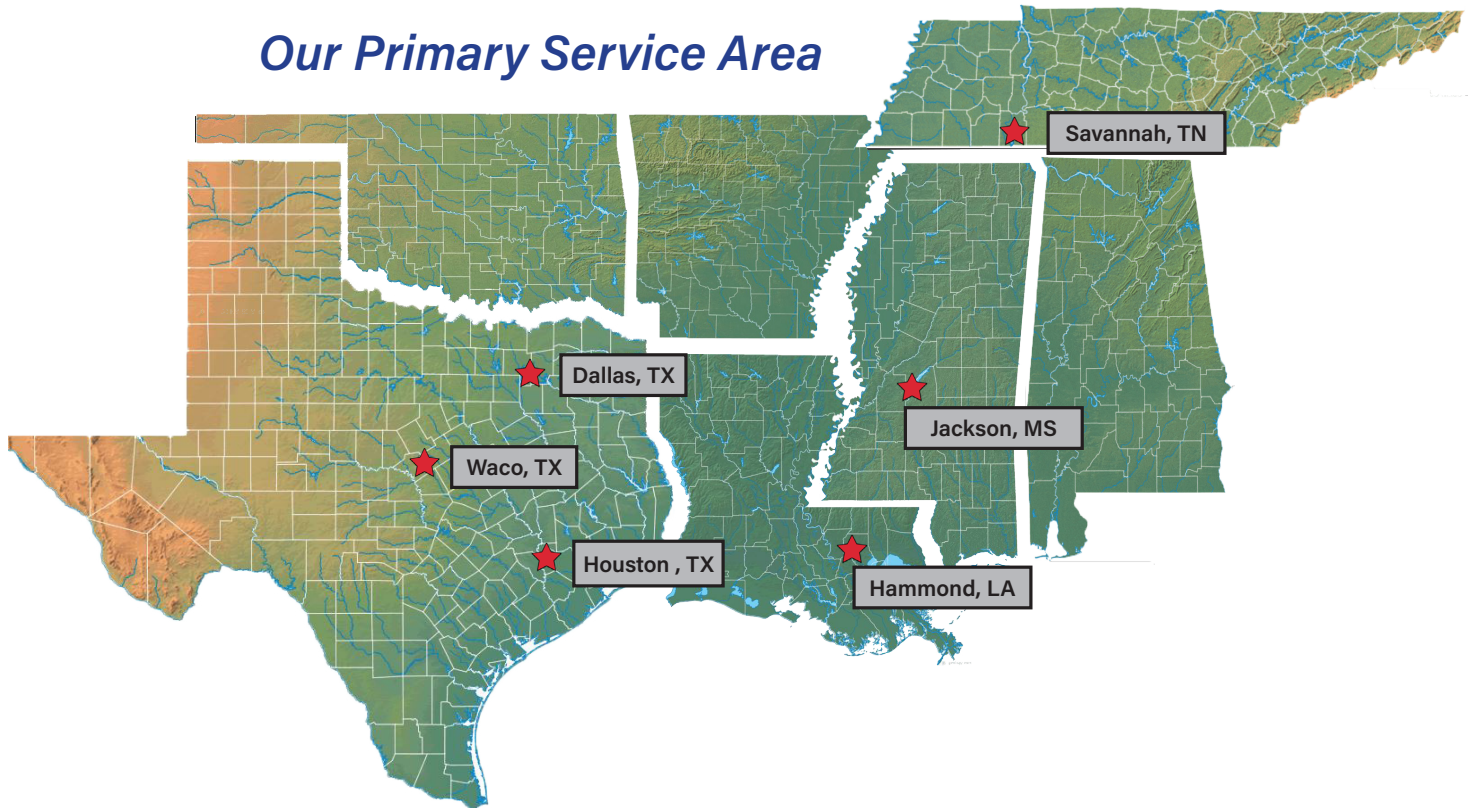 Our Primary Service Area
Savannah, TN
Dallas, TX
Jackson, MS
Waco, TX
Houston , TX
Hammond, LA